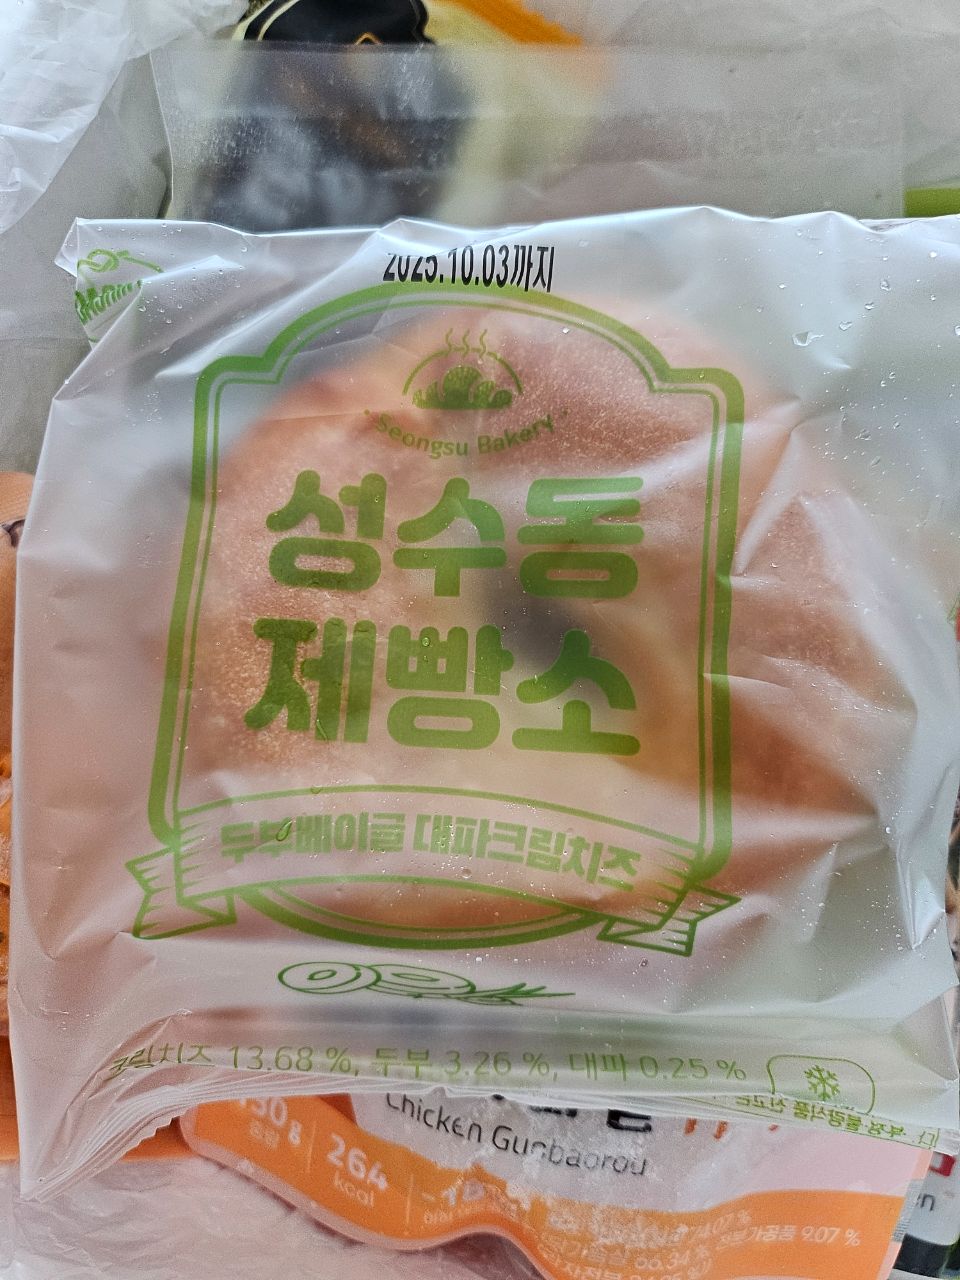 2025.10.03까지
Seongsu Bakery
성수동
제빵소
두부베이글 대파크림치즈
크림치즈 13.68 %, 두부 3.26 %, 대파 0.25 %
Chicken Guobaorou
264
kcal